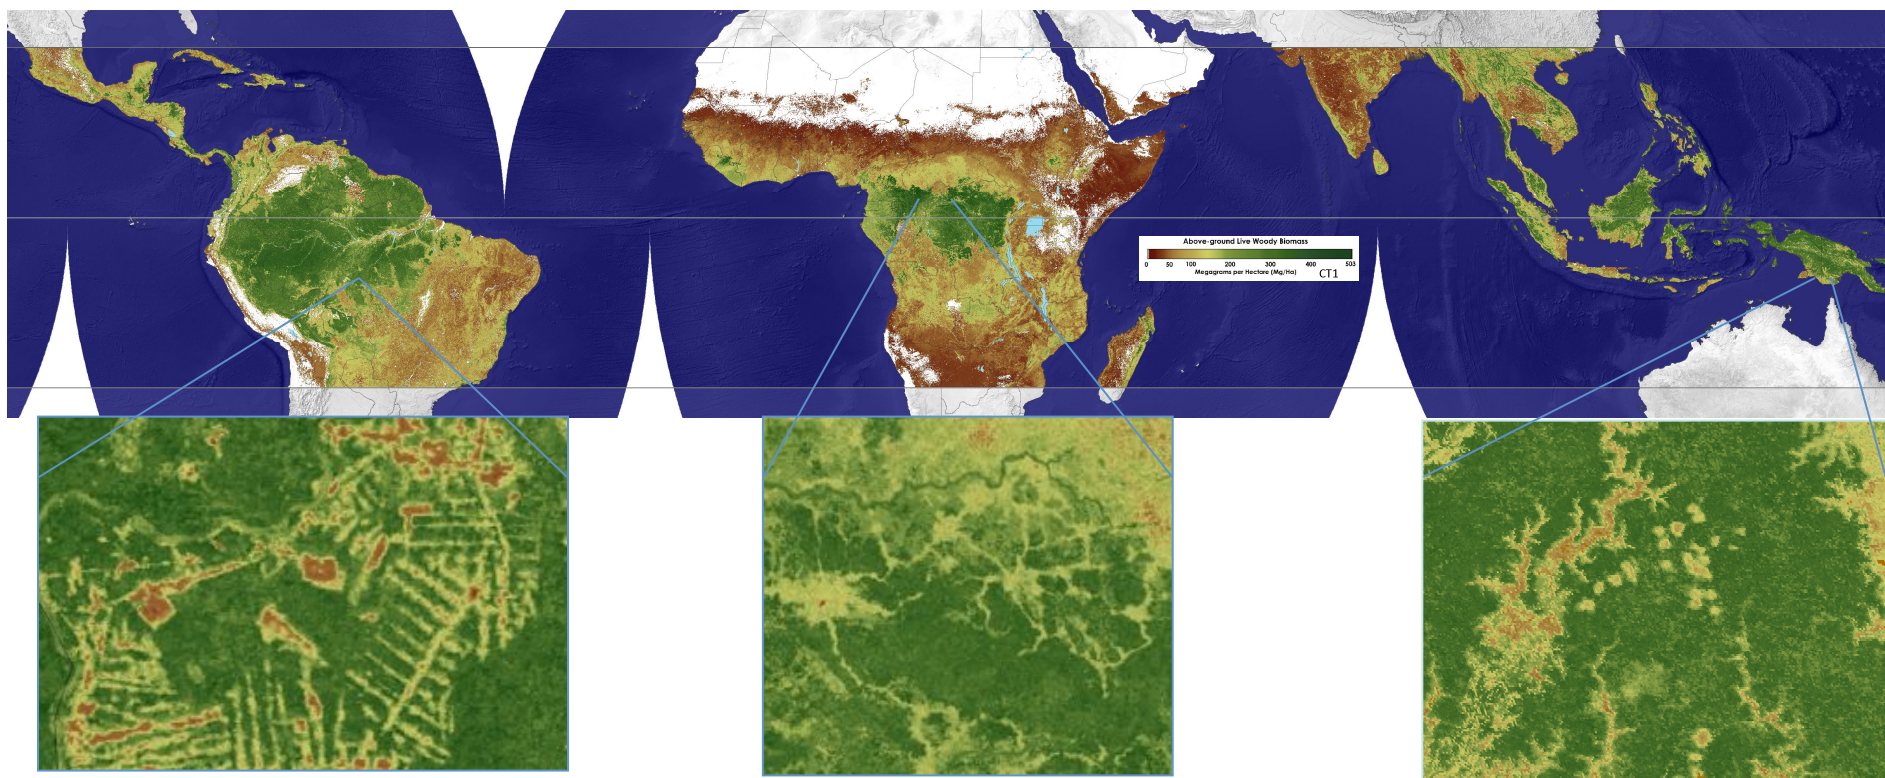 Above-ground Live Woody Biomass
0 50 100 200 300 400 503
Megagrams per Hectare (Mg/Ha) CT1